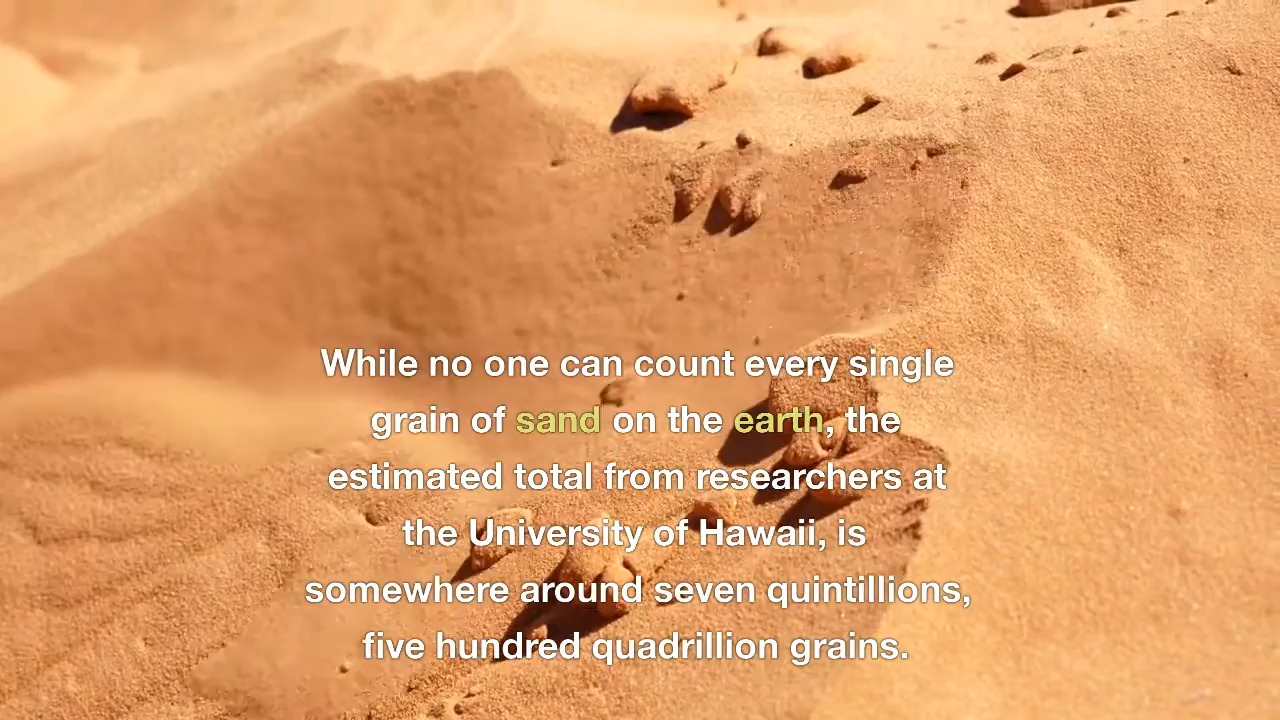 While no one can count every single
grain of sand on the earth, the
estimated total from researchers at
the University of Hawaii, is
somewhere around seven quintillions,
five hundred quadrillion grains.